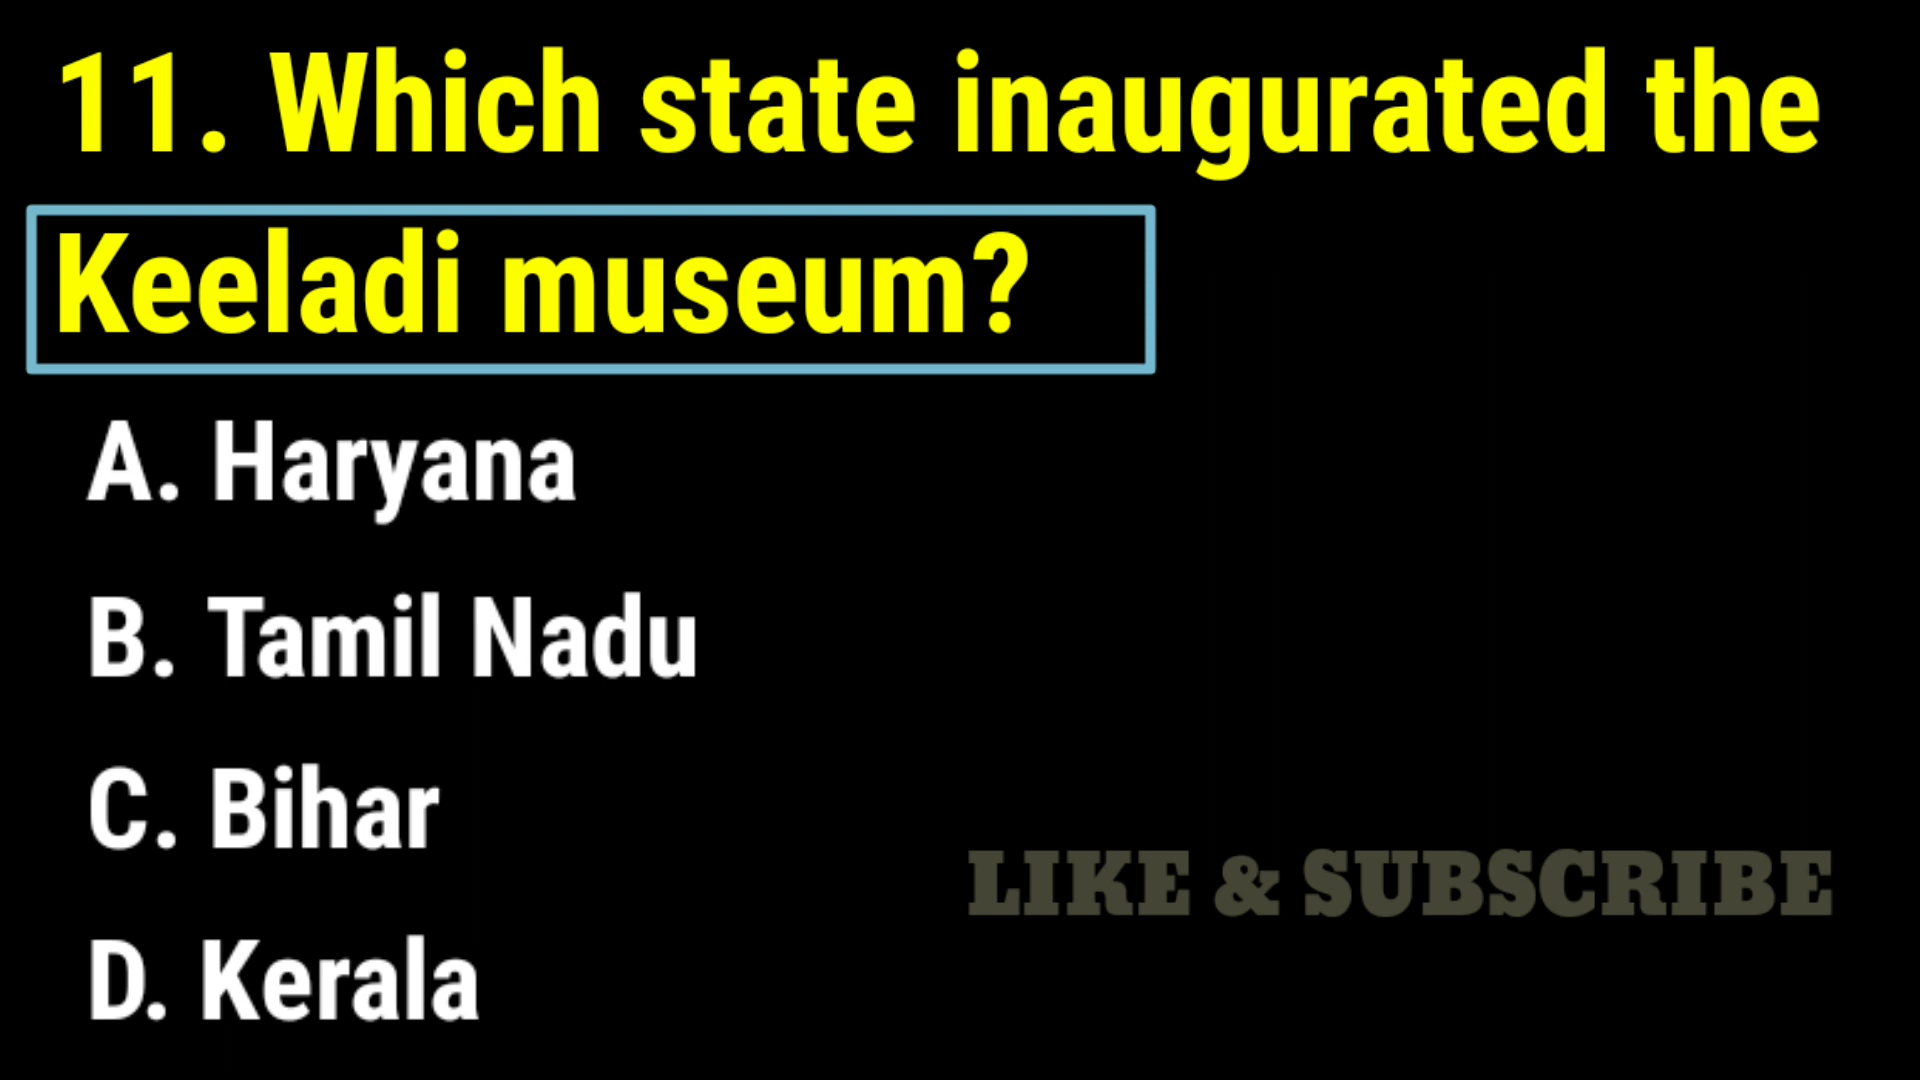 11. Which state inaugurated the
Keeladi museum?
A. Haryana
B. Tamil Nadu
C. Bihar
LIKE & SUBSCRIBE
D. Kerala